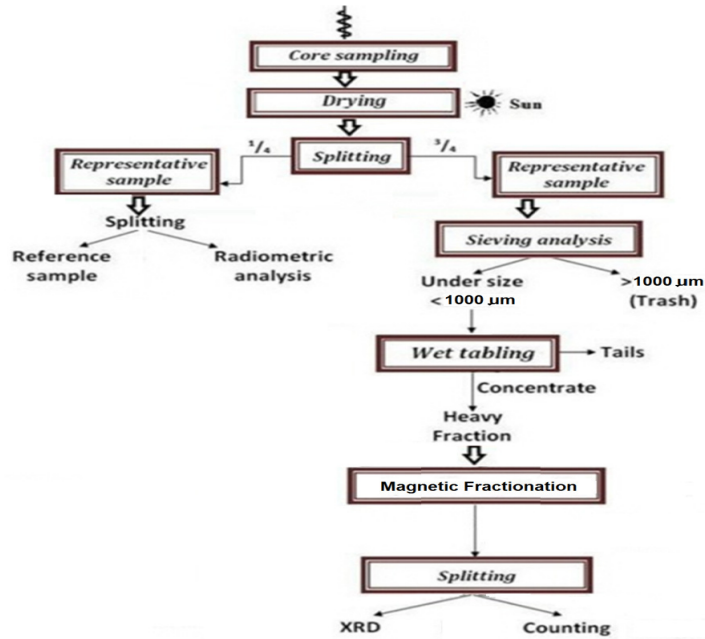 Core sampling
Drying
Sun
1/4
Splitting
3/4
Representative
sample
Representative
sample
Splitting
Reference
sample
Radiometric
analysis
Sieving analysis
Under size
< 1000 µm
>1000 µm
(Trash)
Wet tabling
Tails
Concentrate
Heavy
Fraction
Magnetic Fractionation
Splitting
XRD
Counting